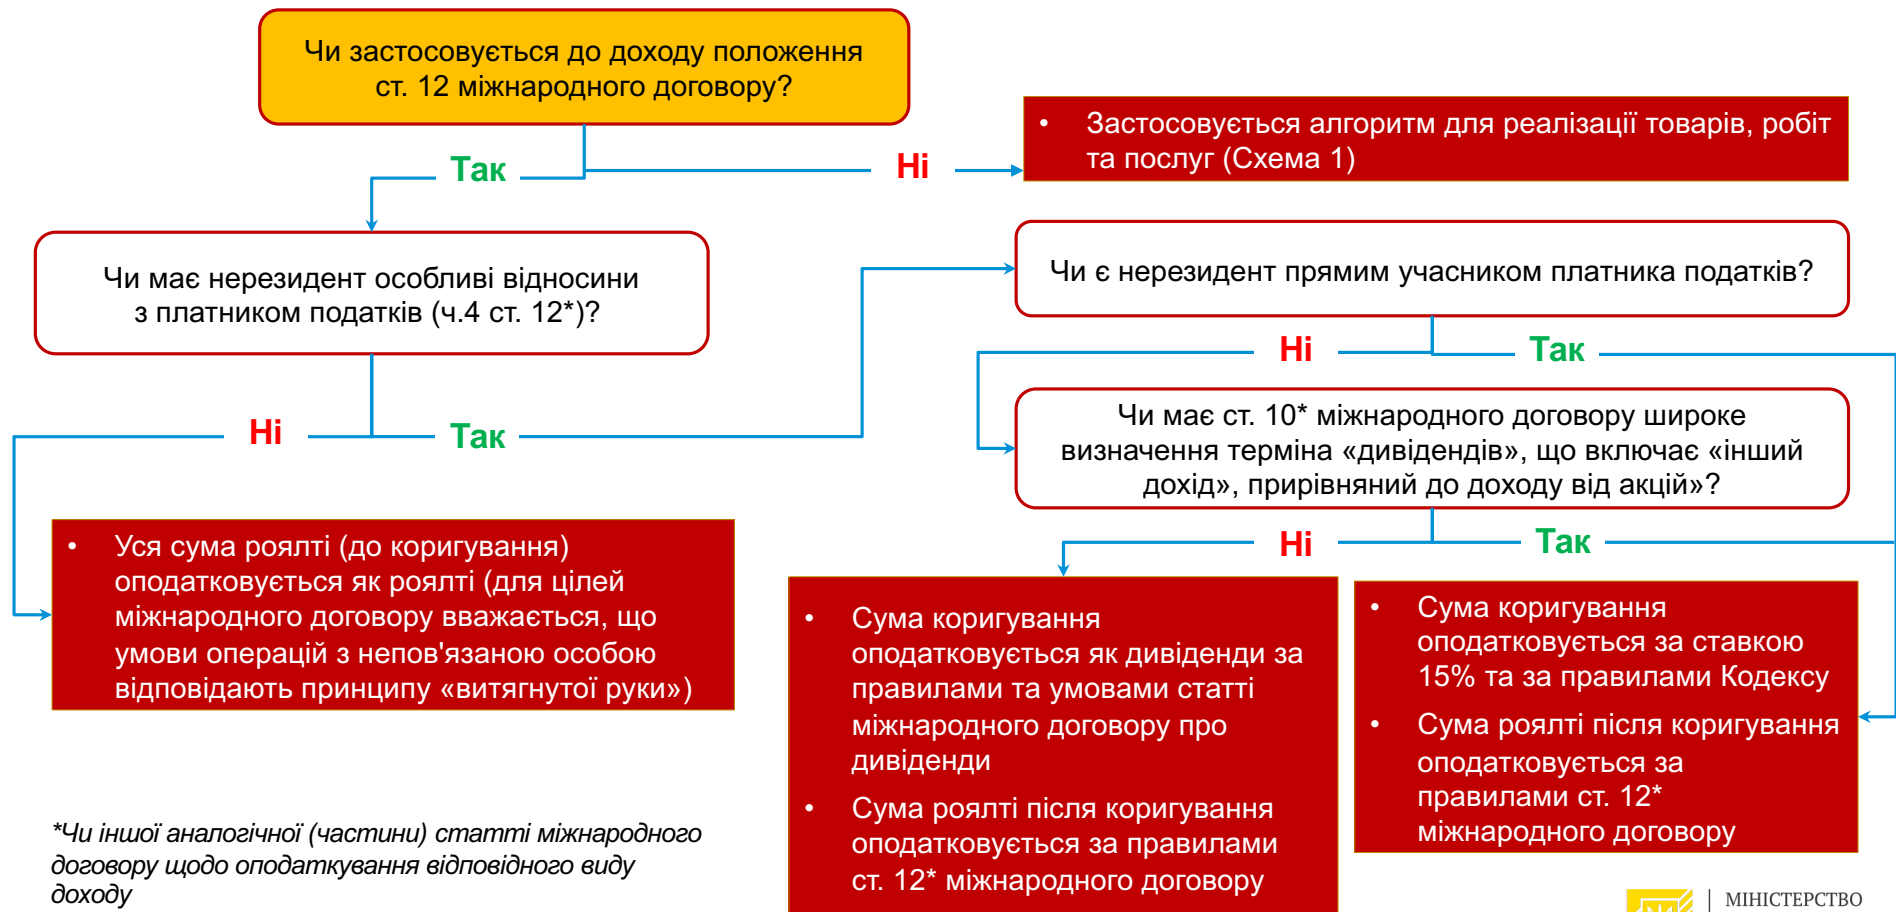 Чи застосовується до доходу положення
ст. 12 міжнародного договору?
• Застосовується алгоритм для реалізації товарів, робіт
та послуг (Схема 1)
Так
Ні
Чи має нерезидент особливі відносини
з платником податків (ч.4 ст. 12*)?
Чи є нерезидент прямим учасником платника податків?
Ні
Так
Чи має ст. 10* міжнародного договору широке
визначення терміна «дивідендів», що включає «інший
дохід», прирівняний до доходу від акцій»?
Ні
Так
Ні
Так
• Уся сума роялті (до коригування)
оподатковується як роялті (для цілей
міжнародного договору вважається, що
умови операцій з непов'язаною особою
відповідають принципу «витягнутої руки»)
• Сума коригування
оподатковується як дивіденди за
правилами та умовами статті
міжнародного договору про
дивіденди
• Сума роялті після коригування
оподатковується за правилами
ст. 12* міжнародного договору
• Сума коригування
оподатковується за ставкою
15% та за правилами Кодексу
• Сума роялті після коригування
оподатковується за
правилами ст. 12*
міжнародного договору
*Чи іншої аналогічної (частини) статті міжнародного
договору щодо оподаткування відповідного виду
доходу
МІНІСТЕРСТВО